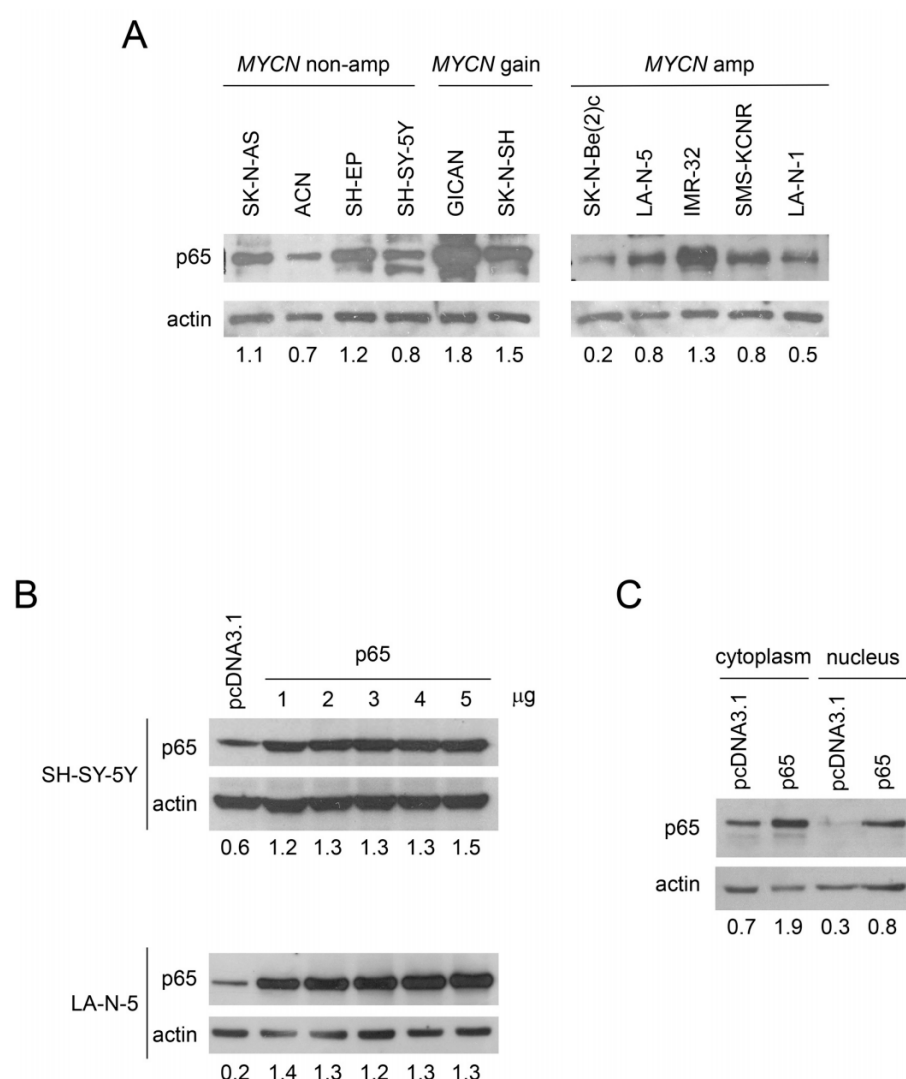 A
MYCN non-amp MYCN gain MYCN amp
SK-N-AS ACN SH-EP SH-SY-5Y GICAN SK-N-SH SK-N-Be(2)c LA-N-5 IMR-32 SMS-KCNR LA-N-1
p65
actin
1.1 0.7 1.2 0.8 1.8 1.5 0.2 0.8 1.3 0.8 0.5
B
pcDNA3.1 p65
1 2 3 4 5 µg
SH-SY-5Y
p65
actin
0.6 1.2 1.3 1.3 1.3 1.5
LA-N-5
p65
actin
0.2 1.4 1.3 1.2 1.3 1.3
C
cytoplasm nucleus
pcDNA3.1 p65 pcDNA3.1 p65
p65
actin
0.7 1.9 0.3 0.8